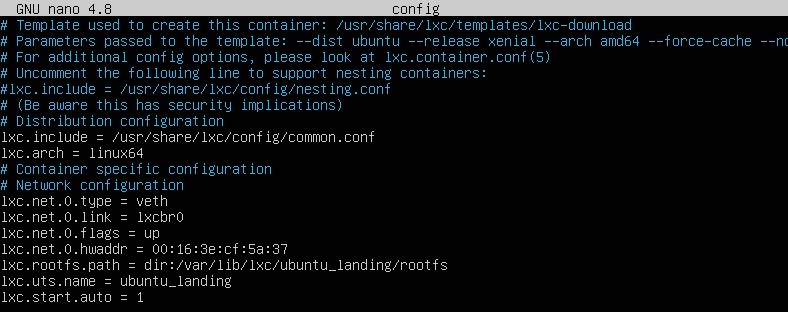 GNU nano 4.8 config
# Template used to create this container: /usr/share/lxc/templates/lxc-download
# Parameters passed to the template: --dist ubuntu --release xenial --arch amd64 --force-cache --no
# For additional config options, please look at lxc.container.conf(5)
# Uncomment the following line to support nesting containers:
#lxc.include = /usr/share/lxc/config/nesting.conf
# (Be aware this has security implications)
# Distribution configuration
lxc.include = /usr/share/lxc/config/common.conf
lxc.arch = linux64
# Container specific configuration
# Network configuration
lxc.net.0.type = veth
lxc.net.0.link = lxcbr0
lxc.net.0.flags = up
lxc.net.0.hwaddr = 00:16:3e:cf:5a:37
lxc.rootfs.path = dir:/var/lib/lxc/ubuntu_landing/rootfs
lxc.uts.name = ubuntu_landing
lxc.start.auto = 1